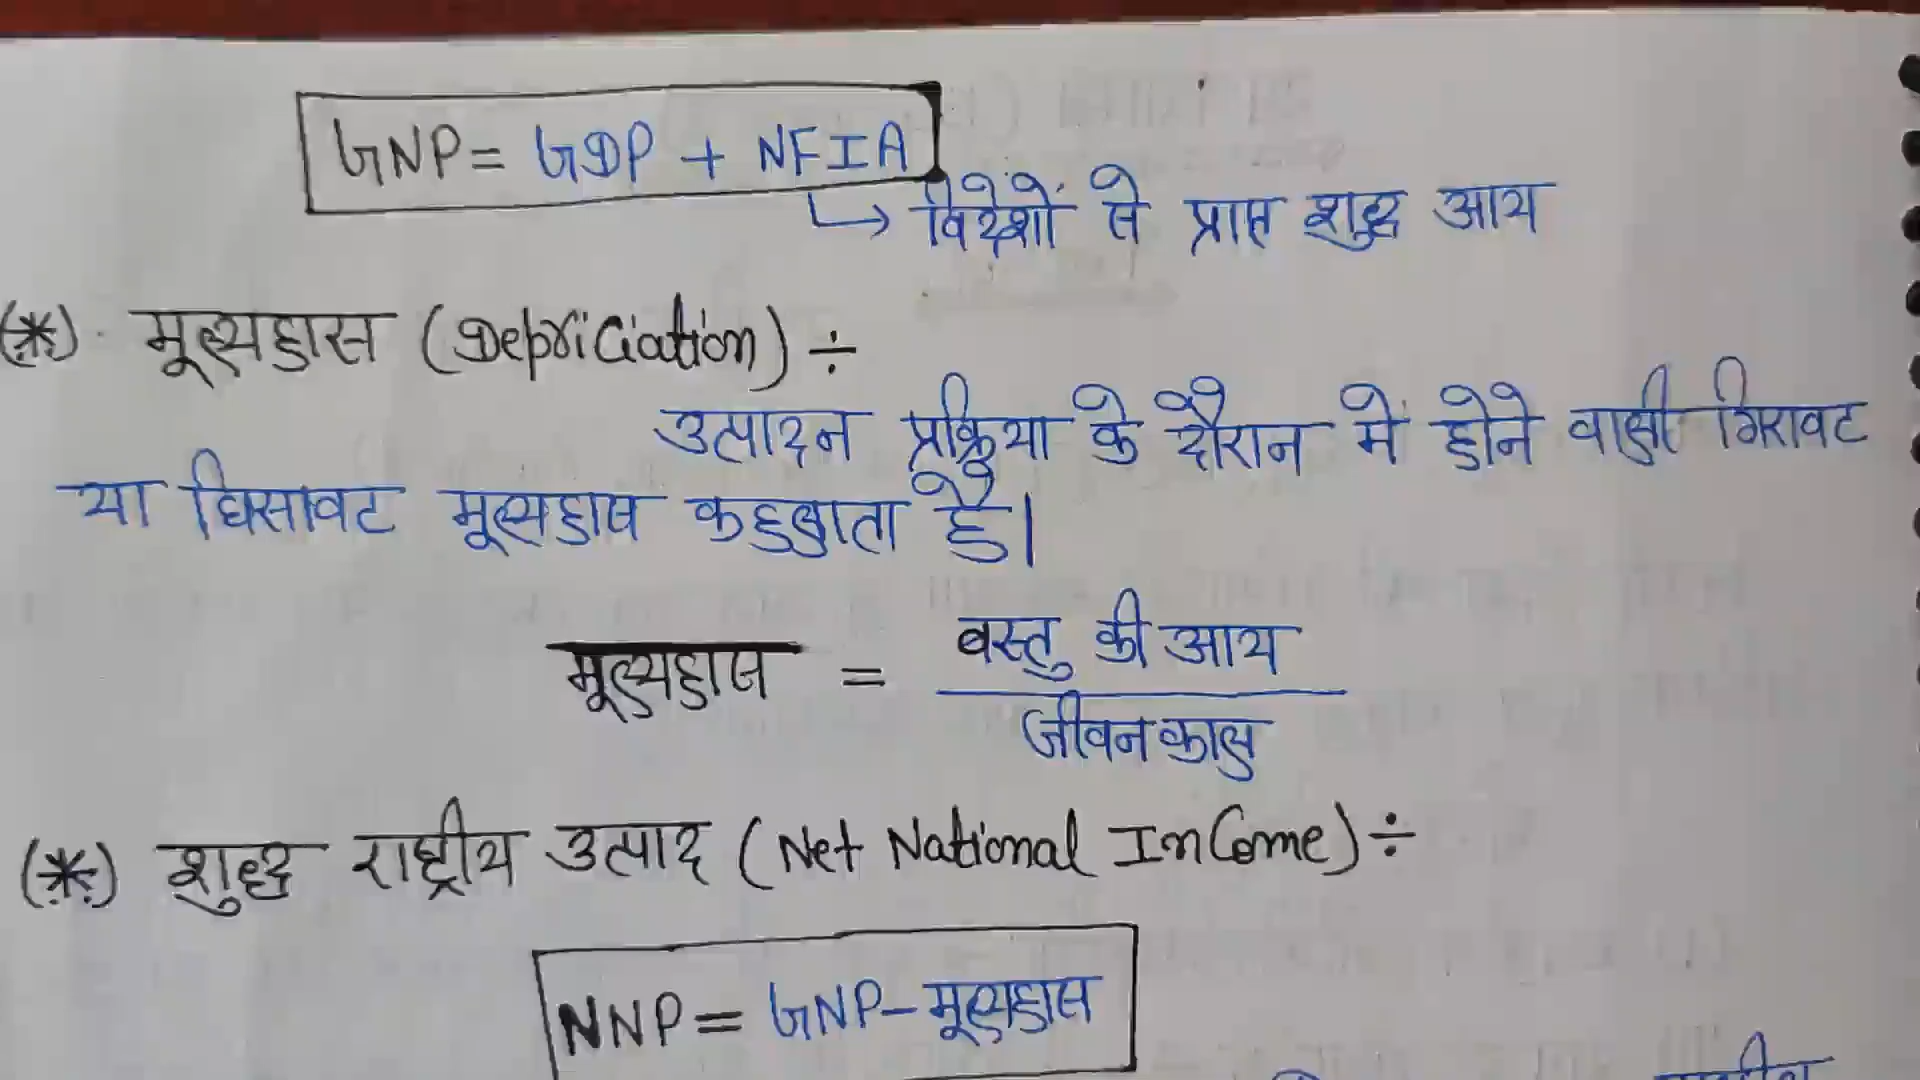 GNP = GDP + NFIA
↳ विदेशों से प्राप्त शुद्ध आय
(*) मूल्यह्रास (Depriciation) ÷
उत्पादन प्रक्रिया के दौरान में होने वाली गिरावट
या घिसावट मूल्यह्रास कहलाता है।
मूल्यह्रास = वस्तु की आय
जीवनकाल
(*) शुद्ध राष्ट्रीय उत्पाद (Net National InCome) ÷
NNP = GNP - मूल्यह्रास